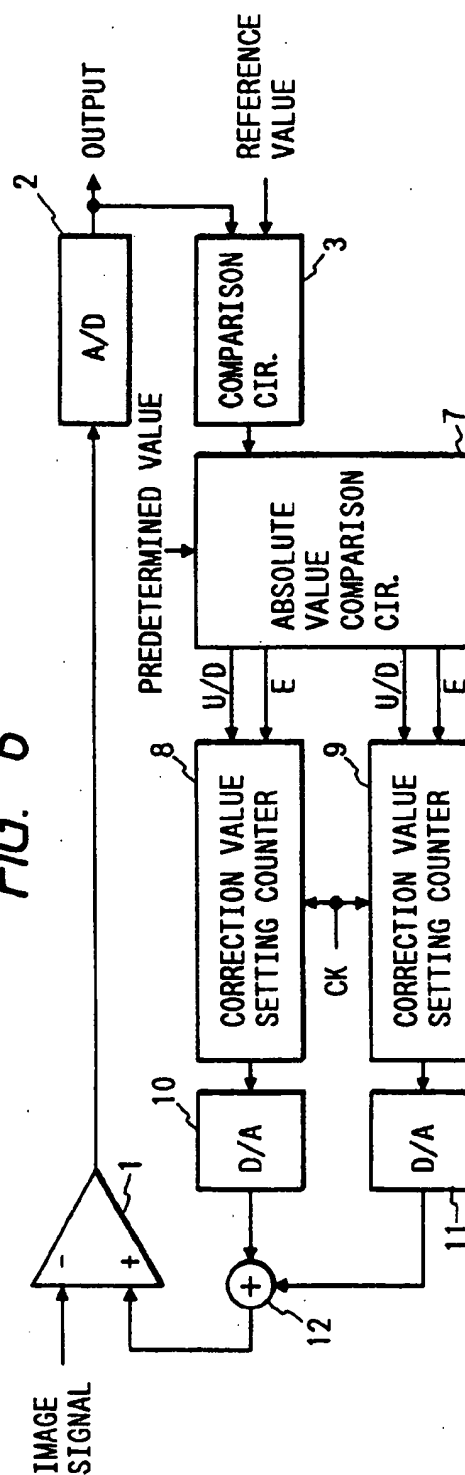 FIG. 6
IMAGE
SIGNAL
-
+
1
A/D
2
OUTPUT
REFERENCE
VALUE
COMPARISON
CIR.
3
PREDETERMINED VALUE
ABSOLUTE
VALUE
COMPARISON
CIR.
7
U/D
E
U/D
E
8
CORRECTION VALUE
SETTING COUNTER
CK
9
CORRECTION VALUE
SETTING COUNTER
10
D/A
D/A
11
+
12